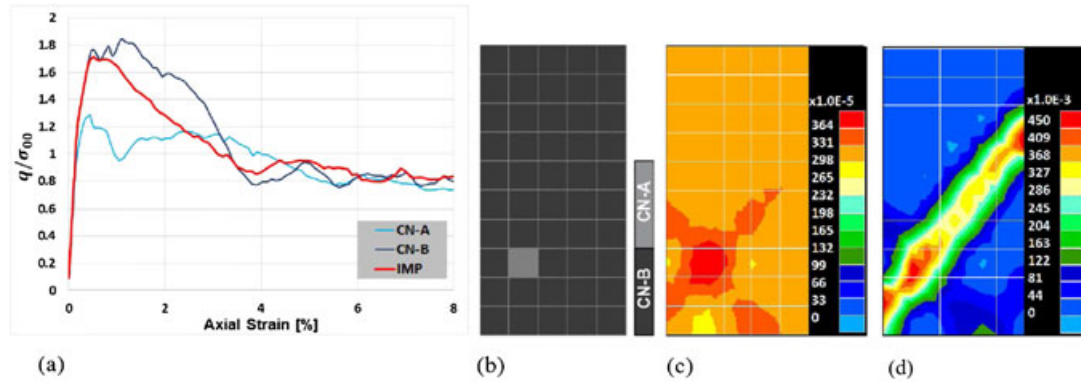 2
1.8
1.6
1.4
1.2
1
0.8
0.6
0.4
0.2
0
q/σ₀₀
0 2 4 6 8
Axial Strain [%]
CN-A
CN-B
IMP
(a)
CN-A
CN-B
(b)
x1.0E-5
364
331
298
265
232
198
165
132
99
66
33
0
(c)
x1.0E-3
450
409
368
327
286
245
204
163
122
81
44
0
(d)